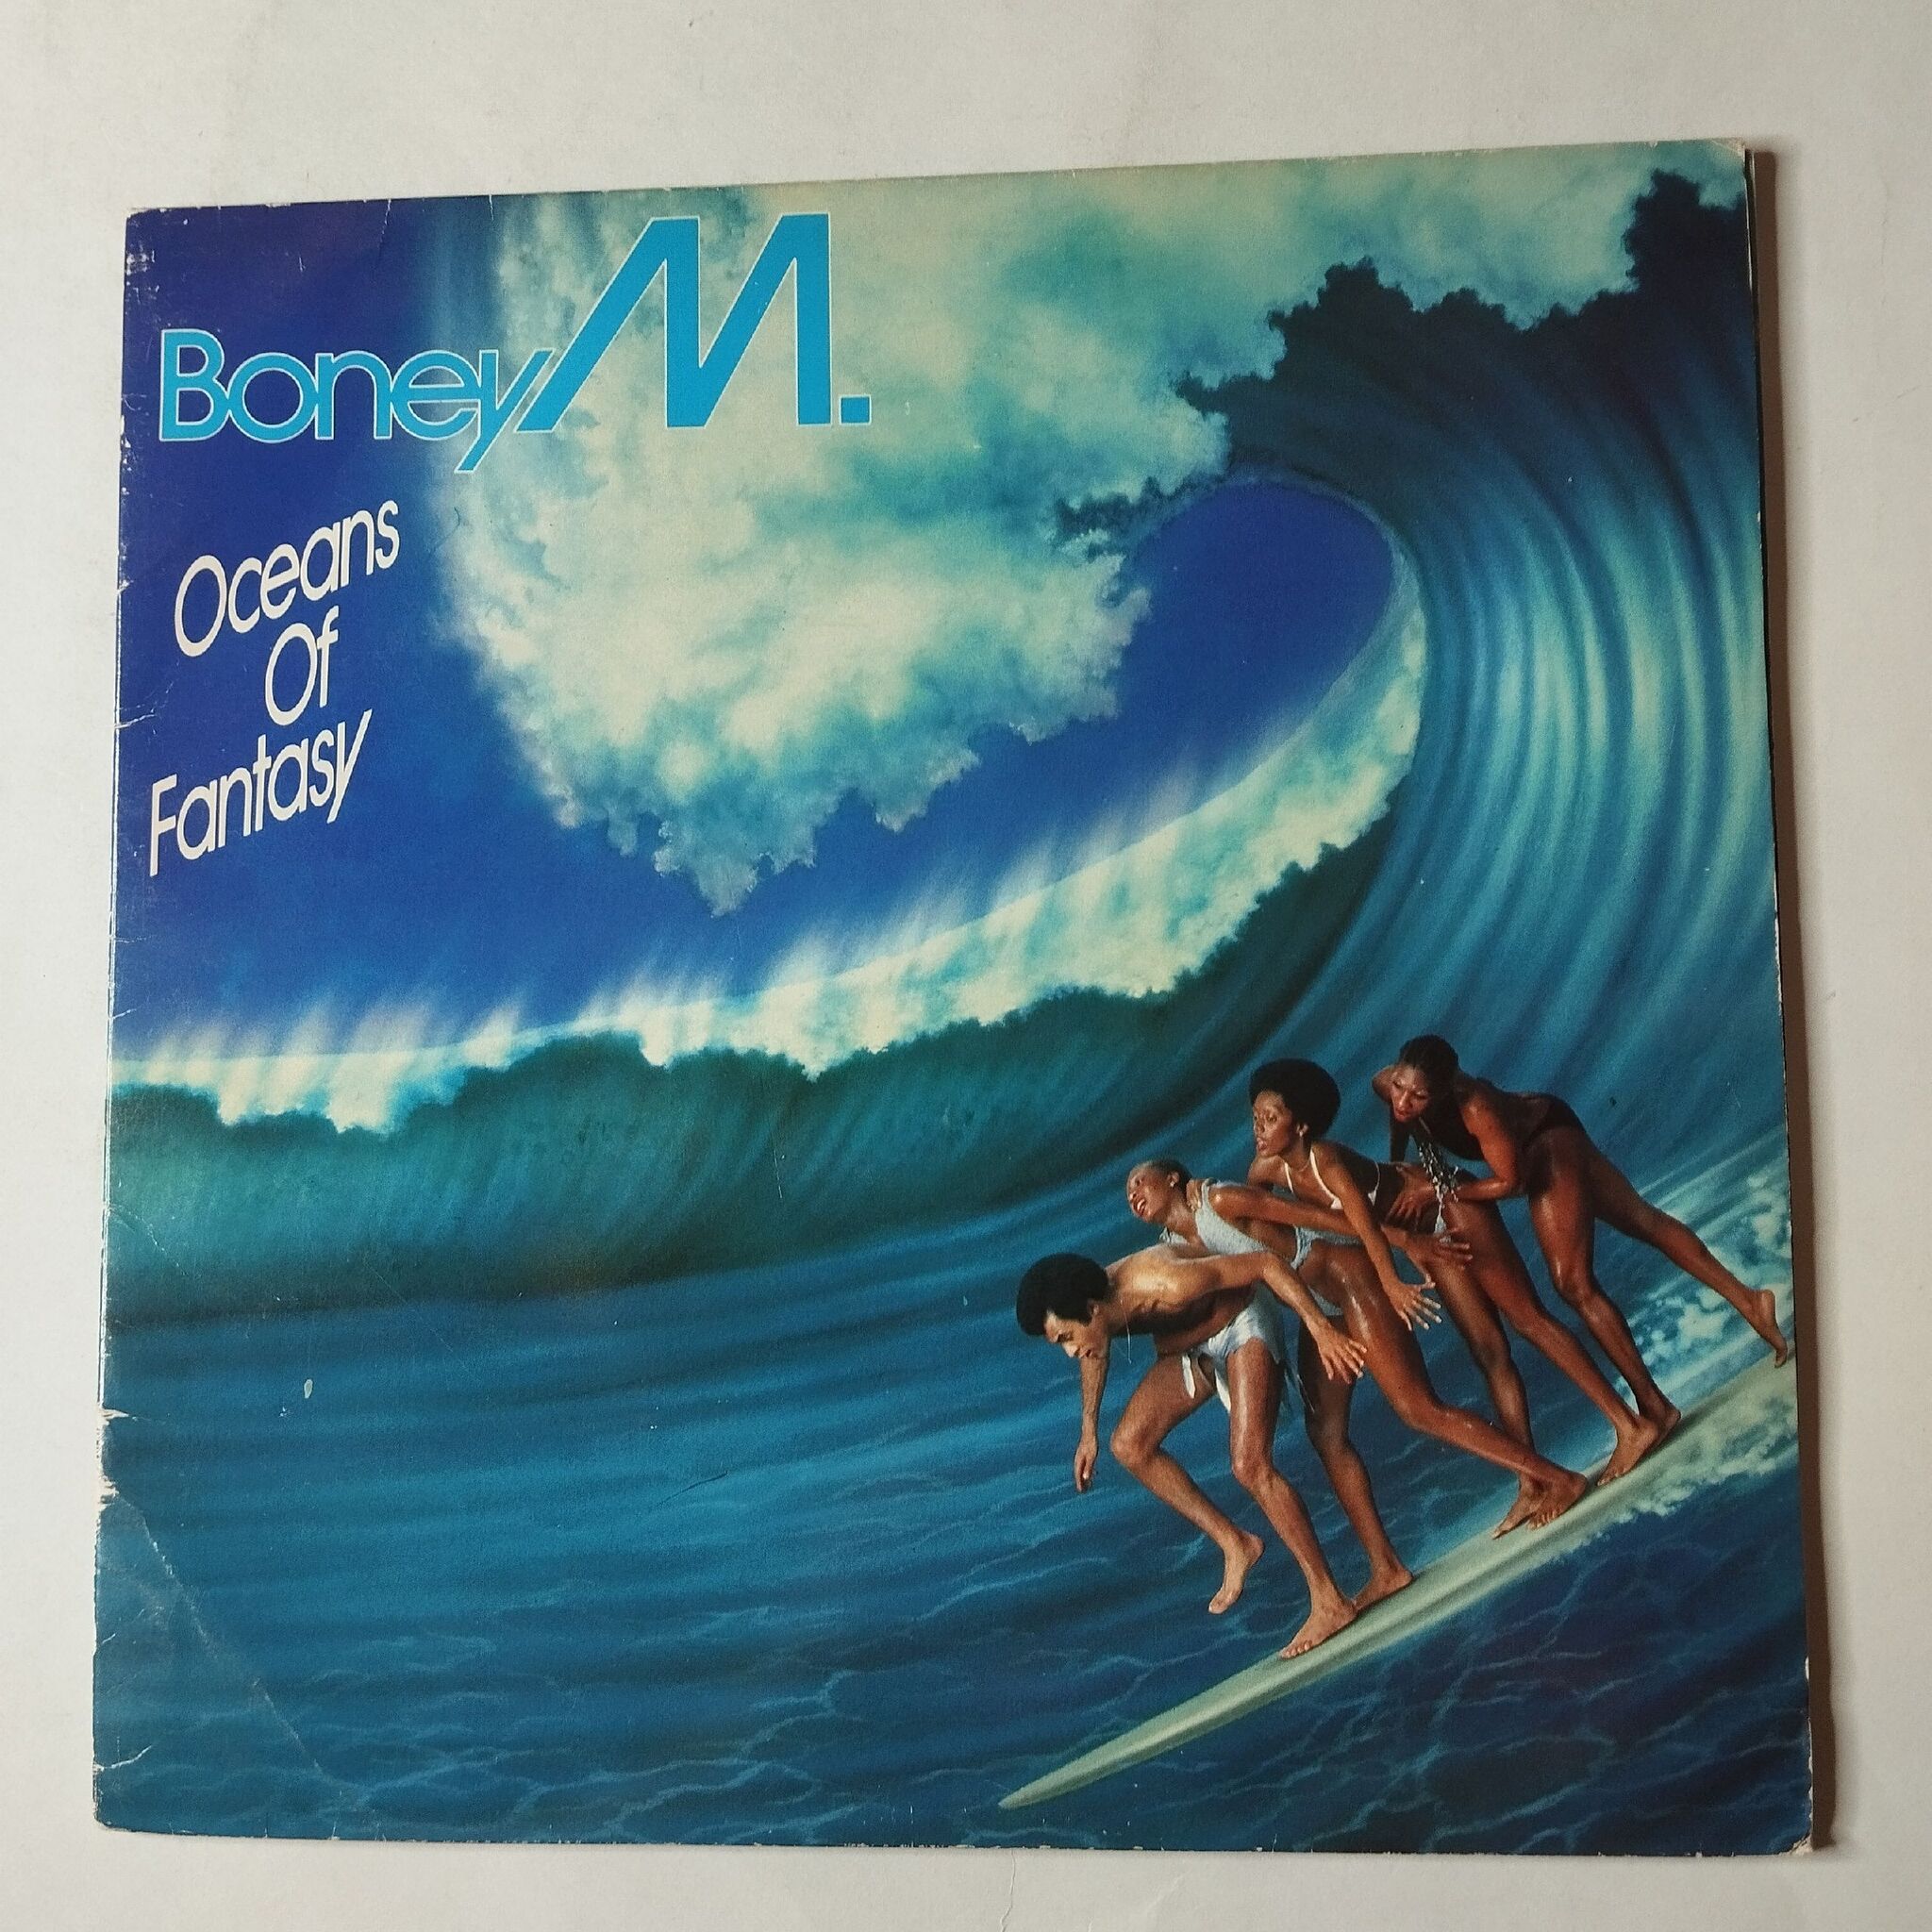 Boney M.
Oceans
Of
Fantasy